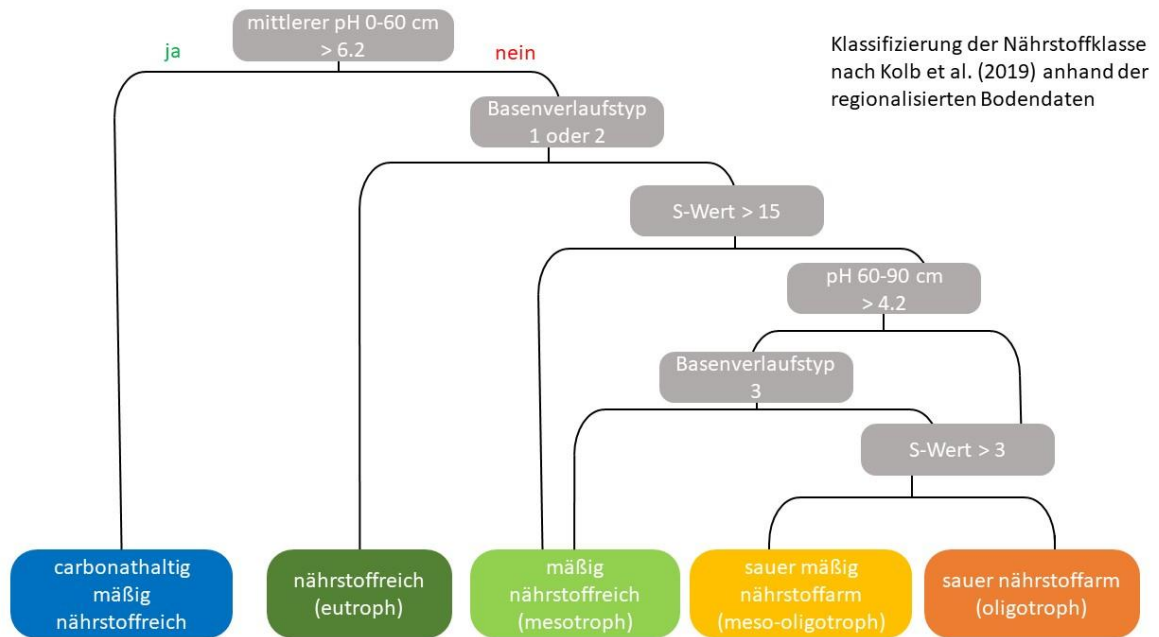 mittlerer pH 0-60 cm
> 6.2
ja
nein
Klassifizierung der Nährstoffklasse
nach Kolb et al. (2019) anhand der
regionalisierten Bodendaten
Basenverlaufstyp
1 oder 2
S-Wert > 15
pH 60-90 cm
> 4.2
Basenverlaufstyp
3
S-Wert > 3
carbonathaltig
mäßig
nährstoffreich
nährstoffreich
(eutroph)
mäßig
nährstoffreich
(mesotroph)
sauer mäßig
nährstoffarm
(meso-oligotroph)
sauer nährstoffarm
(oligotroph)